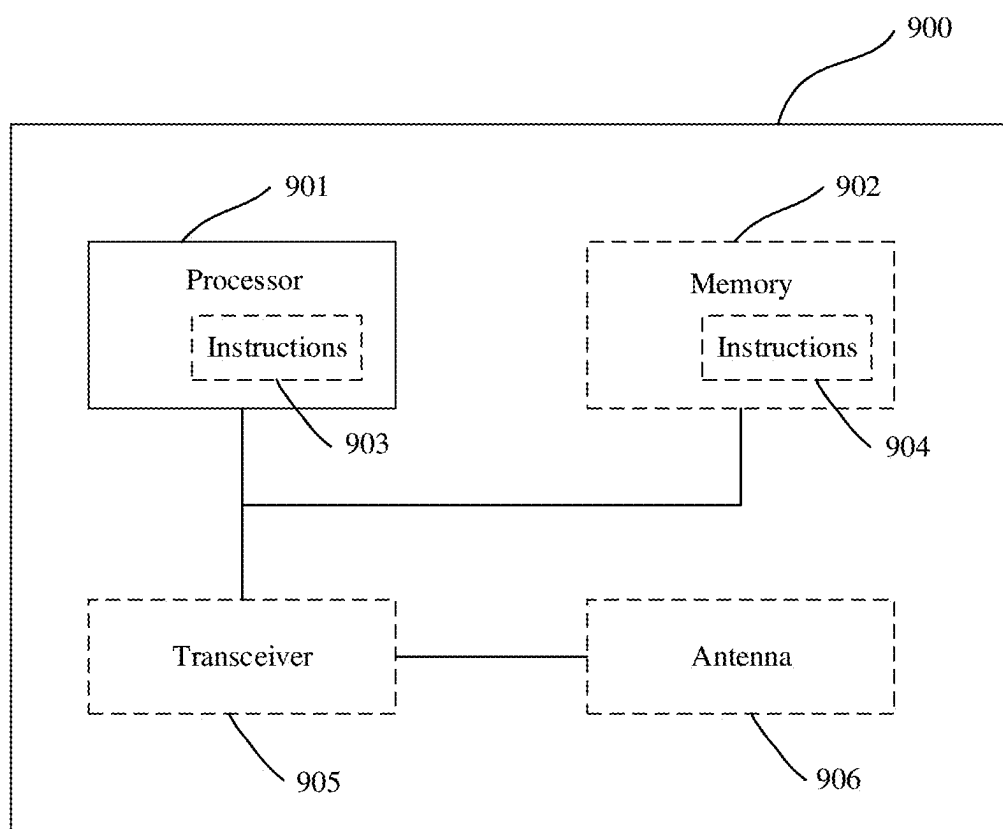 900
901
902
Processor
Memory
Instructions
Instructions
903
904
Transceiver
Antenna
905
906